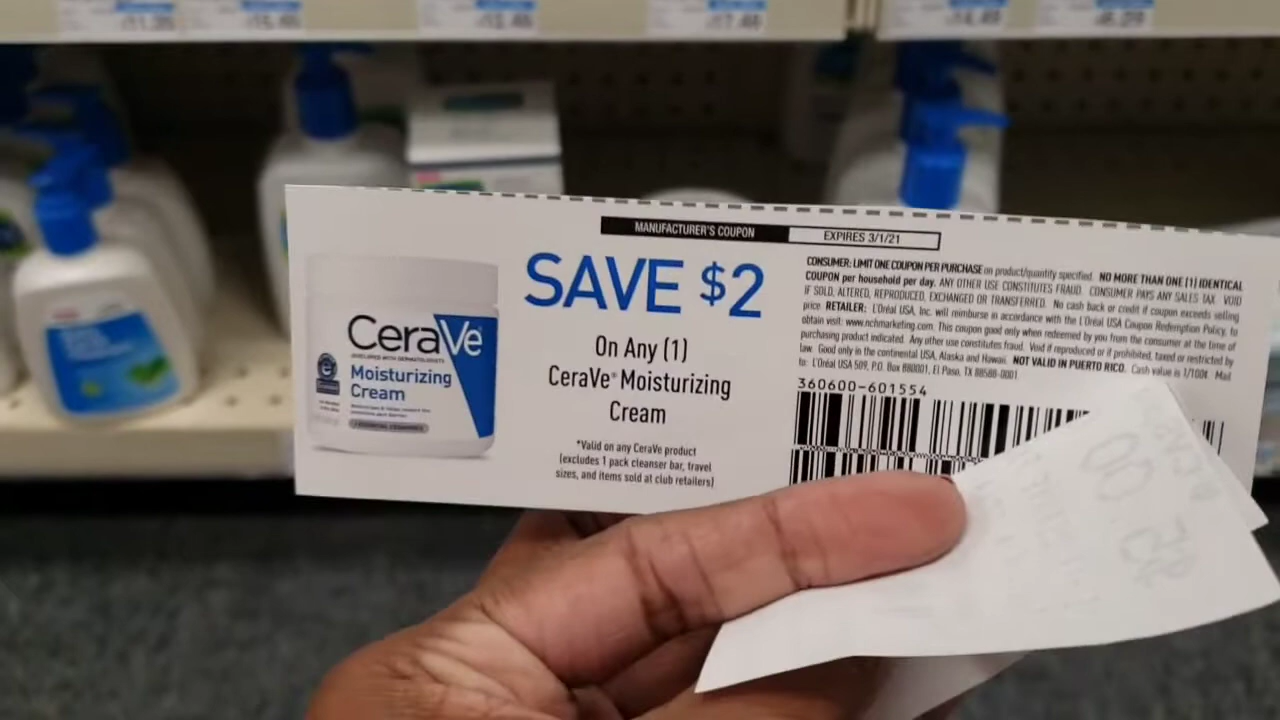 MANUFACTURER'S COUPON
EXPIRES 3/1/21
SAVE $2
On Any (1)
CeraVe® Moisturizing
Cream
*Valid on any CeraVe product
(excludes 1 pack cleanser bar, travel
sizes, and items sold at club retailers)
CeraVe
DEVELOPED WITH DERMATOLOGISTS
Moisturizing
Cream
CONSUMER: LIMIT ONE COUPON PER PURCHASE on product/quantity specified. NO MORE THAN ONE (1) IDENTICAL
COUPON per household per day. ANY OTHER USE CONSTITUTES FRAUD. CONSUMER PAYS ANY SALES TAX. VOID
IF SOLD, ALTERED, REPRODUCED, EXCHANGED OR TRANSFERRED. No cash back or credit if coupon exceeds selling
price. RETAILER: L'Oréal USA, Inc. will reimburse in accordance with the L'Oréal USA Coupon Redemption Policy, to
obtain visit: www.nchmarketing.com. This coupon good only when redeemed by you from the consumer at the time of
purchasing product indicated. Any other use constitutes fraud. Void if reproduced or if prohibited, taxed or restricted by
law. Good only in the continental USA, Alaska and Hawaii. NOT VALID IN PUERTO RICO. Cash value is 1/100¢. Mail
to: L'Oréal USA 509, P.O. Box 880001, El Paso, TX 88588-0001.
360600-601554